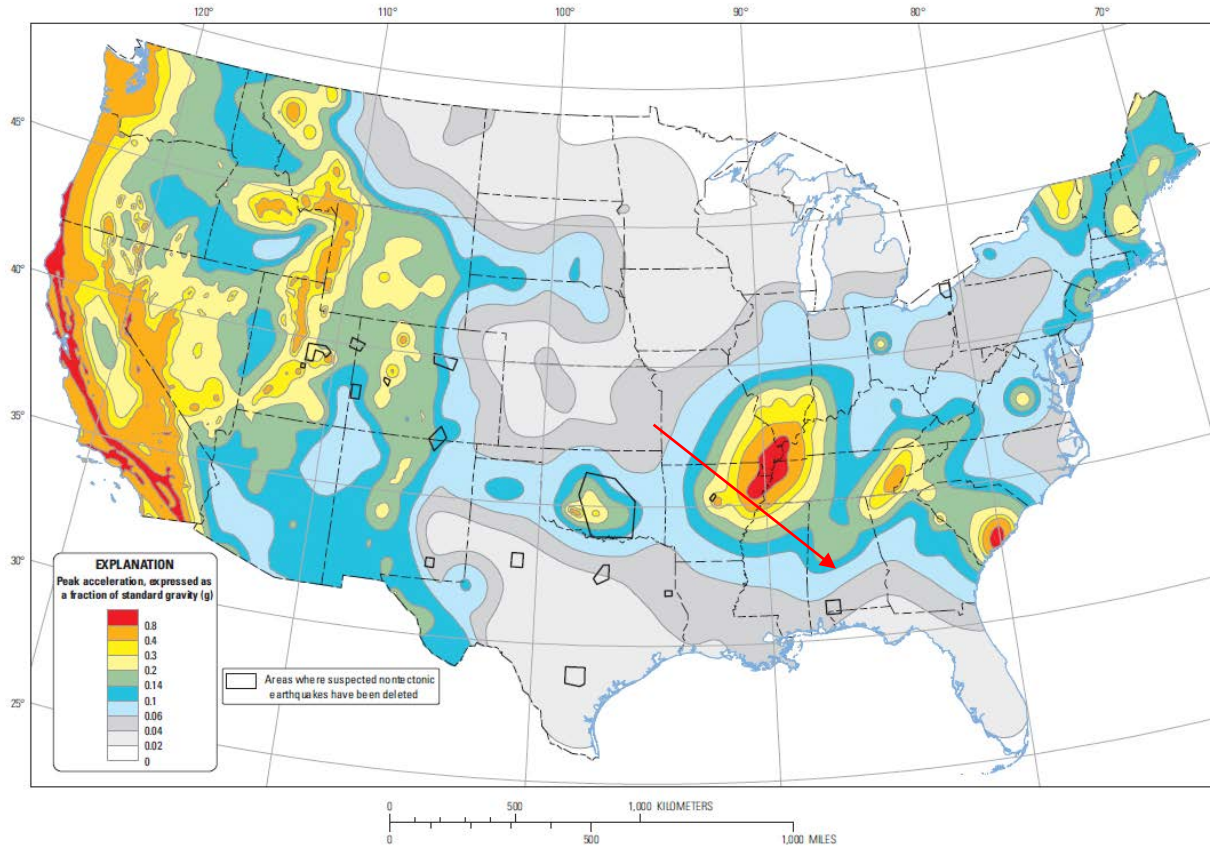 120° 110° 100° 90° 80° 70°
45°
40°
35°
30°
25°
EXPLANATION
Peak acceleration, expressed as
a fraction of standard gravity (g)
0.8
0.4
0.3
0.2
0.14
0.1
0.06
0.04
0.02
0
Areas where suspected nontectonic
earthquakes have been deleted
0 500 1,000 KILOMETERS
0 500 1,000 MILES